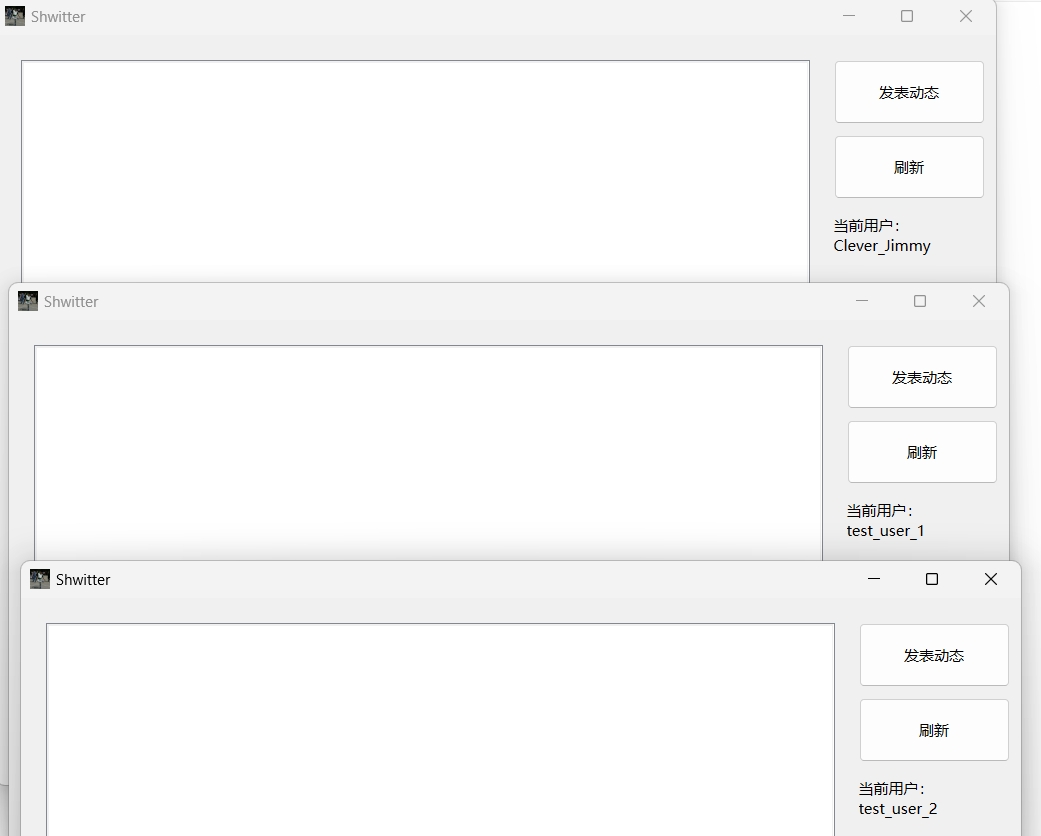 Shwitter
发表动态
刷新
当前用户：
Clever_Jimmy
Shwitter
发表动态
刷新
当前用户：
test_user_1
Shwitter
发表动态
刷新
当前用户：
test_user_2